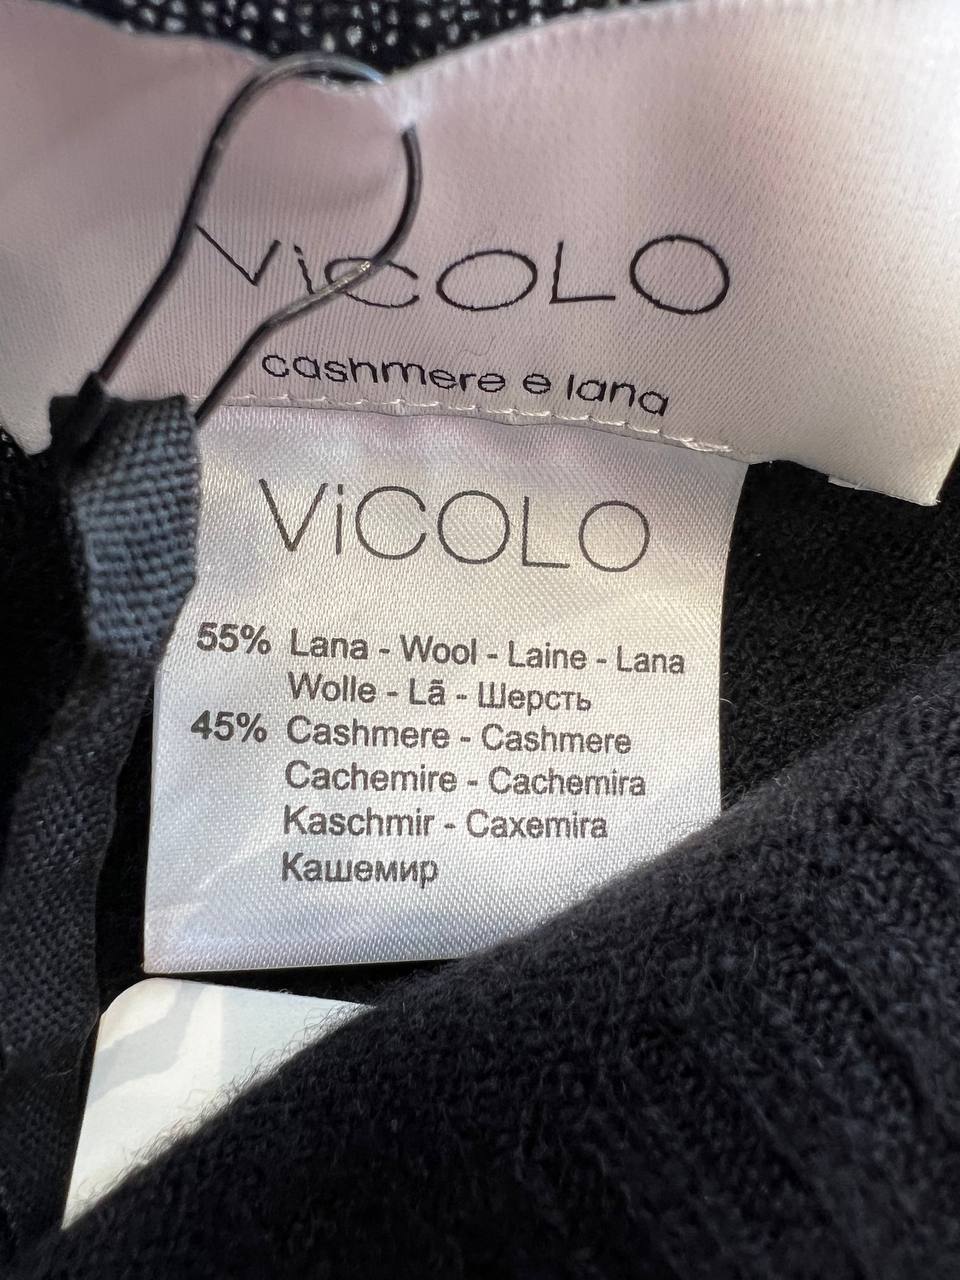 ViCOLO
cashmere e lana
ViCOLO
55% Lana - Wool - Laine - Lana
Wolle - Lã - Шерсть
45% Cashmere - Cashmere
Cachemire - Cachemira
Kaschmir - Caxemira
Кашемир